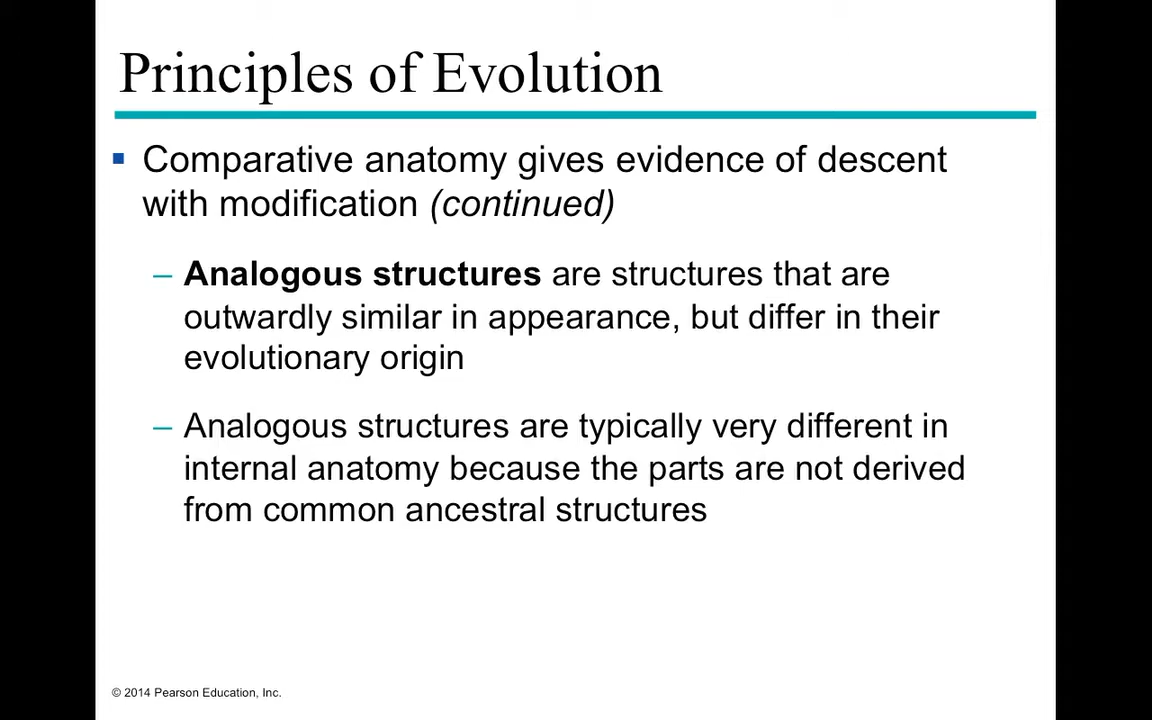 Principles of Evolution
Comparative anatomy gives evidence of descent
with modification (continued)
– Analogous structures are structures that are
outwardly similar in appearance, but differ in their
evolutionary origin
– Analogous structures are typically very different in
internal anatomy because the parts are not derived
from common ancestral structures
© 2014 Pearson Education, Inc.